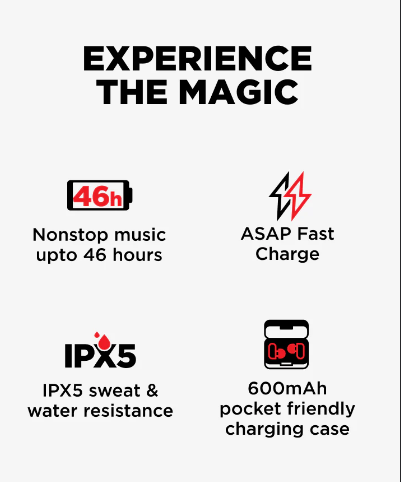 EXPERIENCE
THE MAGIC
46h
Nonstop music
upto 46 hours
ASAP Fast
Charge
IPX5
IPX5 sweat &
water resistance
600mAh
pocket friendly
charging case